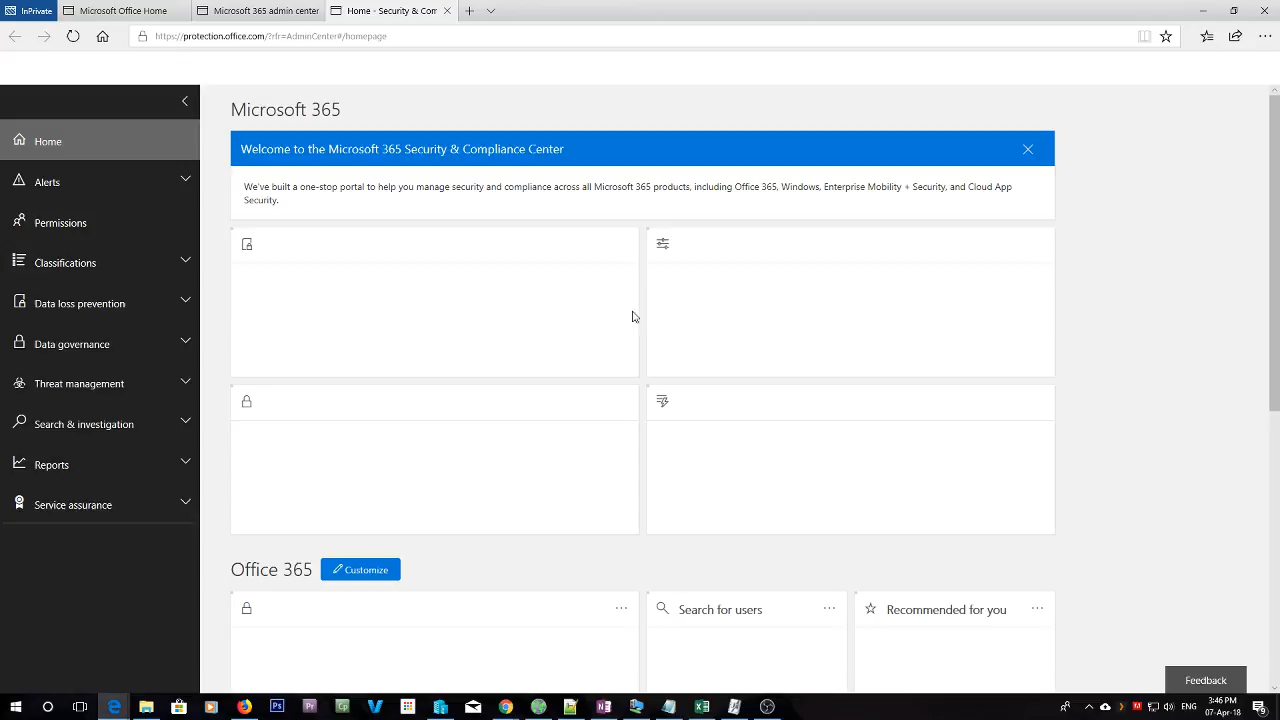 InPrivate
Microsoft Office Home
Microsoft 365 admin center
Home - Security & Com
https://protection.office.com/?rfr=AdminCenter#/homepage
Home
Alerts
Permissions
Classifications
Data loss prevention
Data governance
Threat management
Search & investigation
Reports
Service assurance
Microsoft 365
Welcome to the Microsoft 365 Security & Compliance Center
We've built a one-stop portal to help you manage security and compliance across all Microsoft 365 products, including Office 365, Windows, Enterprise Mobility + Security, and Cloud App
Security.
Office 365
Customize
Search for users
Recommended for you
Feedback
ENG
3:46 PM
07-Apr-18